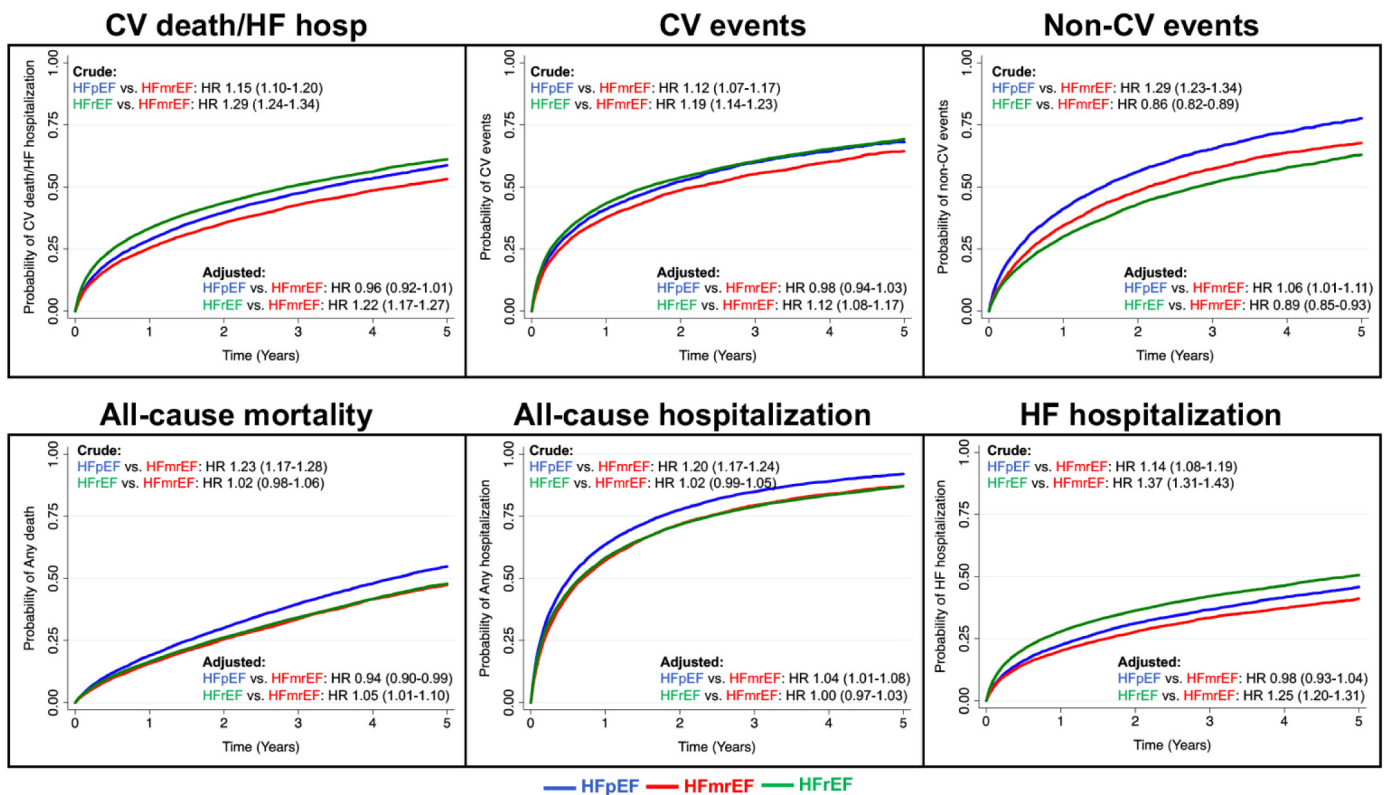 CV death/HF hosp
Probability of CV death/HF hospitalization
0.00 0.25 0.50 0.75 1.00
Crude:
HFpEF vs. HFmrEF: HR 1.15 (1.10-1.20)
HFrEF vs. HFmrEF: HR 1.29 (1.24-1.34)
Adjusted:
HFpEF vs. HFmrEF: HR 0.96 (0.92-1.01)
HFrEF vs. HFmrEF: HR 1.22 (1.17-1.27)
0 1 2 3 4 5
Time (Years)
CV events
Probability of CV events
0.00 0.25 0.50 0.75 1.00
Crude:
HFpEF vs. HFmrEF: HR 1.12 (1.07-1.17)
HFrEF vs. HFmrEF: HR 1.19 (1.14-1.23)
Adjusted:
HFpEF vs. HFmrEF: HR 0.98 (0.94-1.03)
HFrEF vs. HFmrEF: HR 1.12 (1.08-1.17)
0 1 2 3 4 5
Time (Years)
Non-CV events
Probability of non-CV events
0.00 0.25 0.50 0.75 1.00
Crude:
HFpEF vs. HFmrEF: HR 1.29 (1.23-1.34)
HFrEF vs. HFmrEF: HR 0.86 (0.82-0.89)
Adjusted:
HFpEF vs. HFmrEF: HR 1.06 (1.01-1.11)
HFrEF vs. HFmrEF: HR 0.89 (0.85-0.93)
0 1 2 3 4 5
Time (Years)
All-cause mortality
Probability of Any death
0.00 0.25 0.50 0.75 1.00
Crude:
HFpEF vs. HFmrEF: HR 1.23 (1.17-1.28)
HFrEF vs. HFmrEF: HR 1.02 (0.98-1.06)
Adjusted:
HFpEF vs. HFmrEF: HR 0.94 (0.90-0.99)
HFrEF vs. HFmrEF: HR 1.05 (1.01-1.10)
0 1 2 3 4 5
Time (Years)
All-cause hospitalization
Probability of Any hospitalization
0.00 0.25 0.50 0.75 1.00
Crude:
HFpEF vs. HFmrEF: HR 1.20 (1.17-1.24)
HFrEF vs. HFmrEF: HR 1.02 (0.99-1.05)
Adjusted:
HFpEF vs. HFmrEF: HR 1.04 (1.01-1.08)
HFrEF vs. HFmrEF: HR 1.00 (0.97-1.03)
0 1 2 3 4 5
Time (Years)
HF hospitalization
Probability of HF hospitalization
0.00 0.25 0.50 0.75 1.00
Crude:
HFpEF vs. HFmrEF: HR 1.14 (1.08-1.19)
HFrEF vs. HFmrEF: HR 1.37 (1.31-1.43)
Adjusted:
HFpEF vs. HFmrEF: HR 0.98 (0.93-1.04)
HFrEF vs. HFmrEF: HR 1.25 (1.20-1.31)
0 1 2 3 4 5
Time (Years)
HFpEF HFmrEF HFrEF